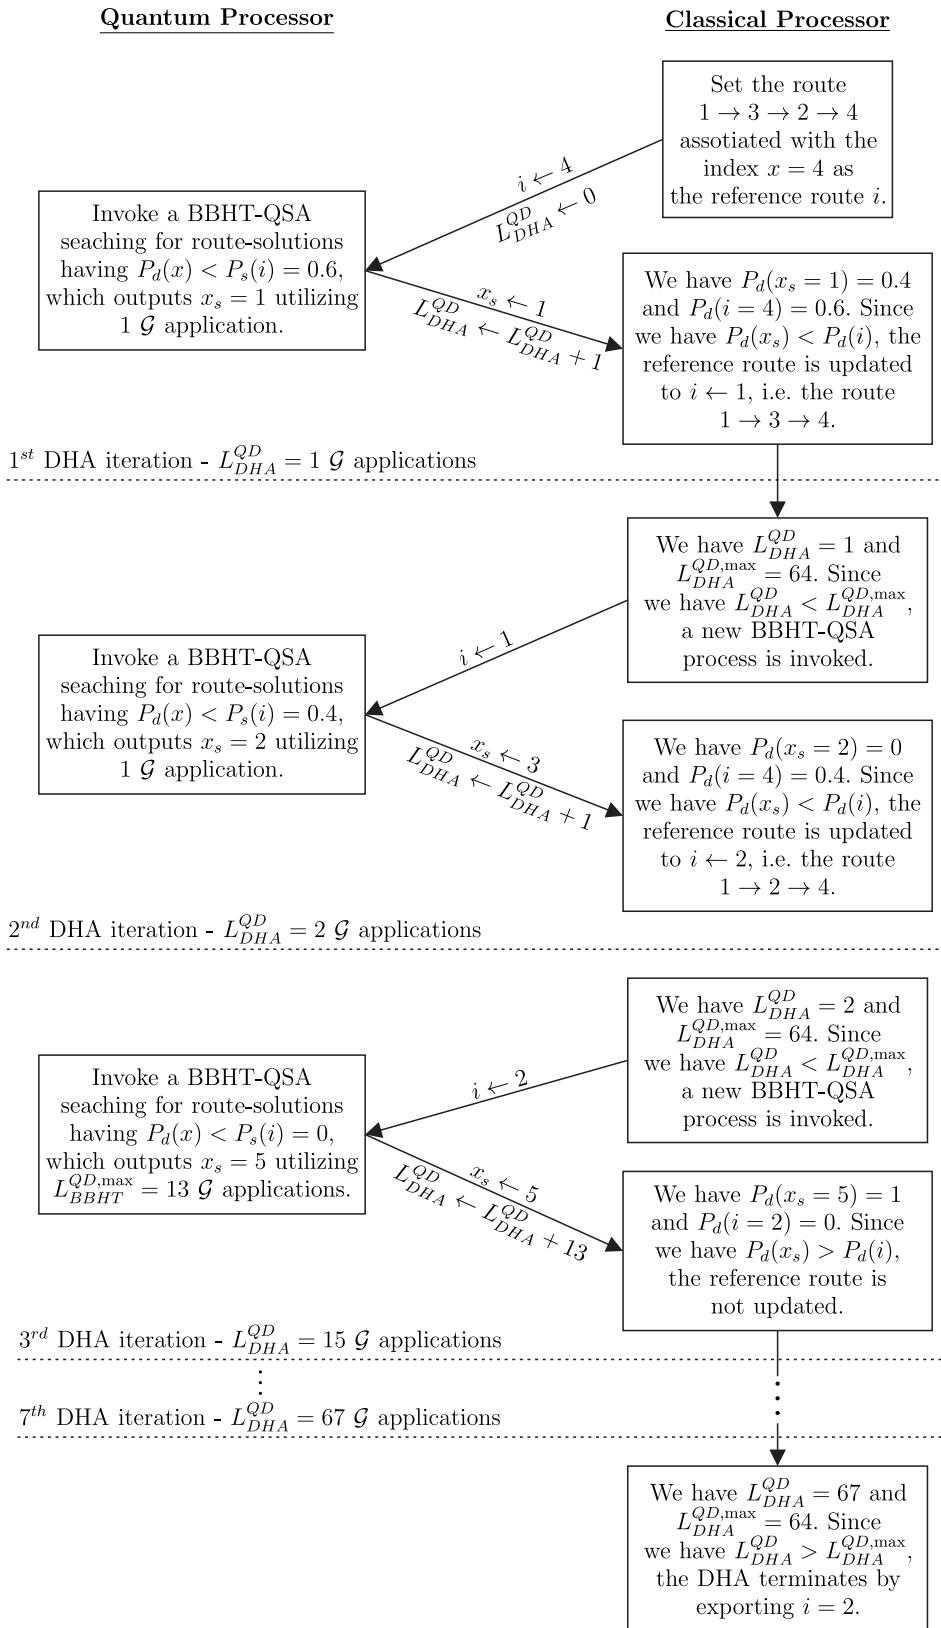 Quantum Processor
Classical Processor
Set the route
1 → 3 → 2 → 4
assotiated with the
index x = 4 as
the reference route i.
i ← 4
L_{DHA}^{QD} ← 0
Invoke a BBHT-QSA
seaching for route-solutions
having P_d(x) < P_s(i) = 0.6,
which outputs x_s = 1 utilizing
1 𝒢 application.
x_s ← 1
L_{DHA}^{QD} ← L_{DHA}^{QD} + 1
We have P_d(x_s = 1) = 0.4
and P_d(i = 4) = 0.6. Since
we have P_d(x_s) < P_d(i), the
reference route is updated
to i ← 1, i.e. the route
1 → 3 → 4.
1^{st} DHA iteration - L_{DHA}^{QD} = 1 𝒢 applications
We have L_{DHA}^{QD} = 1 and
L_{DHA}^{QD,max} = 64. Since
we have L_{DHA}^{QD} < L_{DHA}^{QD,max},
a new BBHT-QSA
process is invoked.
i ← 1
Invoke a BBHT-QSA
seaching for route-solutions
having P_d(x) < P_s(i) = 0.4,
which outputs x_s = 2 utilizing
1 𝒢 application.
x_s ← 3
L_{DHA}^{QD} ← L_{DHA}^{QD} + 1
We have P_d(x_s = 2) = 0
and P_d(i = 4) = 0.4. Since
we have P_d(x_s) < P_d(i), the
reference route is updated
to i ← 2, i.e. the route
1 → 2 → 4.
2^{nd} DHA iteration - L_{DHA}^{QD} = 2 𝒢 applications
We have L_{DHA}^{QD} = 2 and
L_{DHA}^{QD,max} = 64. Since
we have L_{DHA}^{QD} < L_{DHA}^{QD,max},
a new BBHT-QSA
process is invoked.
i ← 2
Invoke a BBHT-QSA
seaching for route-solutions
having P_d(x) < P_s(i) = 0,
which outputs x_s = 5 utilizing
L_{BBHT}^{QD,max} = 13 𝒢 applications.
x_s ← 5
L_{DHA}^{QD} ← L_{DHA}^{QD} + 13
We have P_d(x_s = 5) = 1
and P_d(i = 2) = 0. Since
we have P_d(x_s) > P_d(i),
the reference route is
not updated.
3^{rd} DHA iteration - L_{DHA}^{QD} = 15 𝒢 applications
7^{th} DHA iteration - L_{DHA}^{QD} = 67 𝒢 applications
We have L_{DHA}^{QD} = 67 and
L_{DHA}^{QD,max} = 64. Since
we have L_{DHA}^{QD} > L_{DHA}^{QD,max},
the DHA terminates by
exporting i = 2.